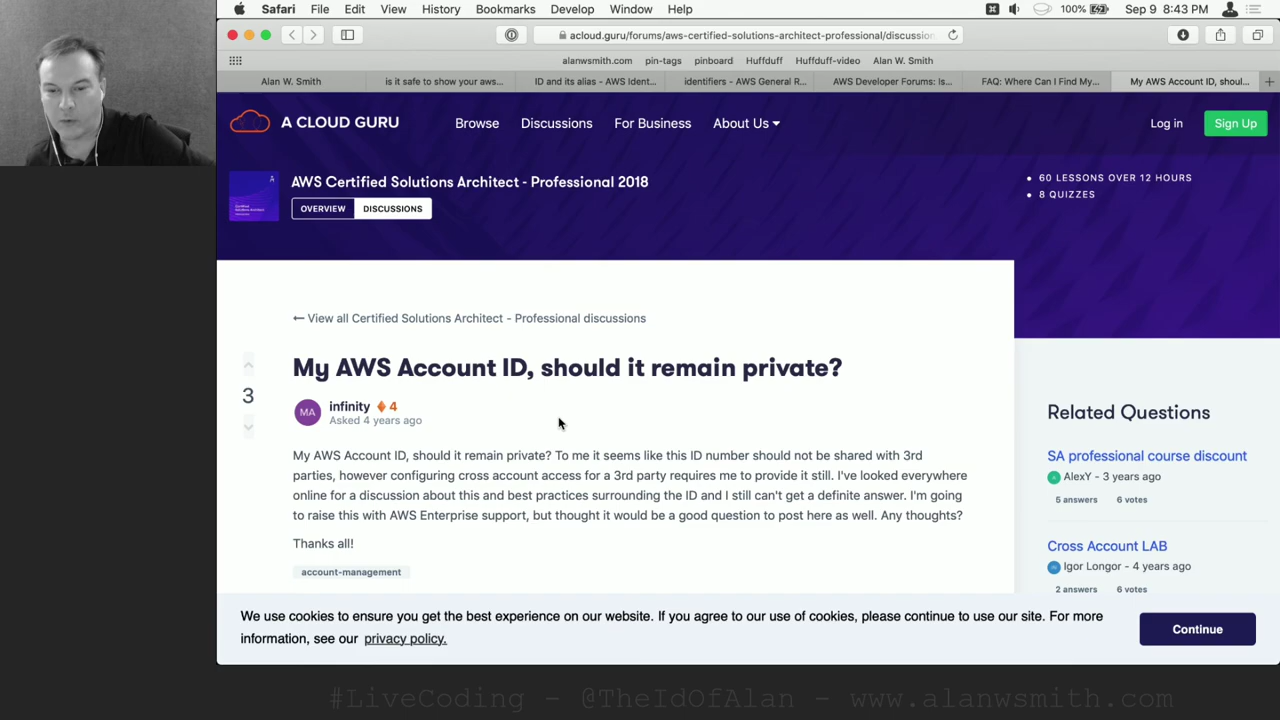 Safari File Edit View History Bookmarks Develop Window Help 100% Sep 9 8:43 PM
acloud.guru/forums/aws-certified-solutions-architect-professional/discussion
alanwsmith.com pin-tags pinboard Huffduff Huffduff-video Alan W. Smith
Alan W. Smith is it safe to show your aws... ID and its alias - AWS Ident... identifiers - AWS General R... AWS Developer Forums: Is... FAQ: Where Can I Find My... My AWS Account ID, shoul...
A CLOUD GURU Browse Discussions For Business About Us Log in Sign Up
AWS Certified Solutions Architect - Professional 2018
OVERVIEW DISCUSSIONS
• 60 LESSONS OVER 12 HOURS
• 8 QUIZZES
← View all Certified Solutions Architect - Professional discussions
My AWS Account ID, should it remain private?
3
MA infinity 4
Asked 4 years ago
My AWS Account ID, should it remain private? To me it seems like this ID number should not be shared with 3rd
parties, however configuring cross account access for a 3rd party requires me to provide it still. I've looked everywhere
online for a discussion about this and best practices surrounding the ID and I still can't get a definite answer. I'm going
to raise this with AWS Enterprise support, but thought it would be a good question to post here as well. Any thoughts?
Thanks all!
account-management
Related Questions
SA professional course discount
AlexY - 3 years ago
5 answers 6 votes
Cross Account LAB
Igor Longor - 4 years ago
2 answers 6 votes
We use cookies to ensure you get the best experience on our website. If you agree to our use of cookies, please continue to use our site. For more
information, see our privacy policy.
Continue
#LiveCoding - @TheIdOfAlan - www.alanwsmith.com